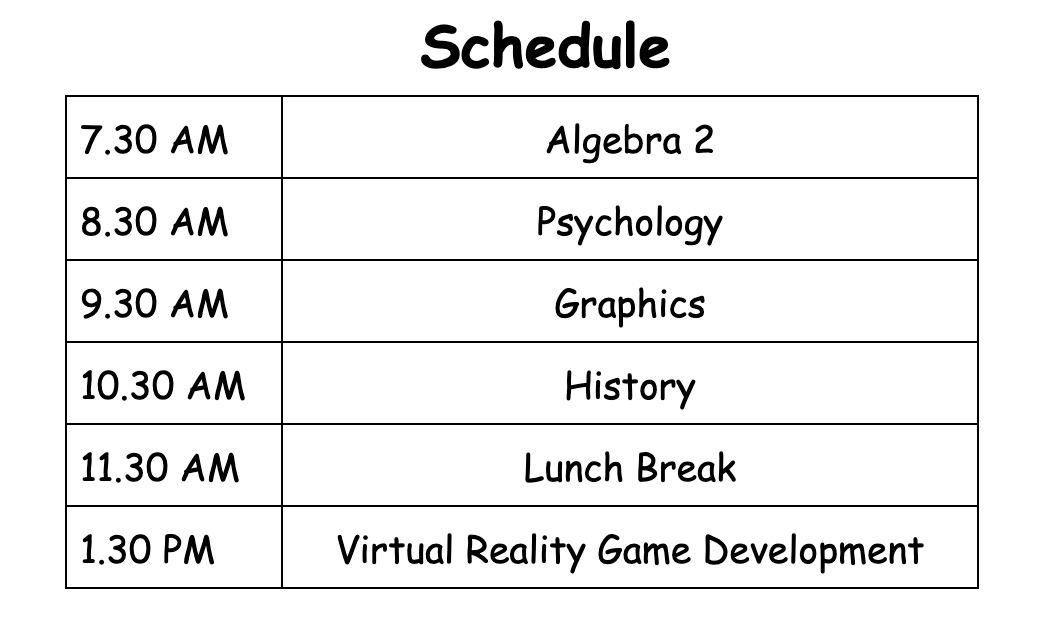 Schedule
7.30 AM Algebra 2
8.30 AM Psychology
9.30 AM Graphics
10.30 AM History
11.30 AM Lunch Break
1.30 PM Virtual Reality Game Development